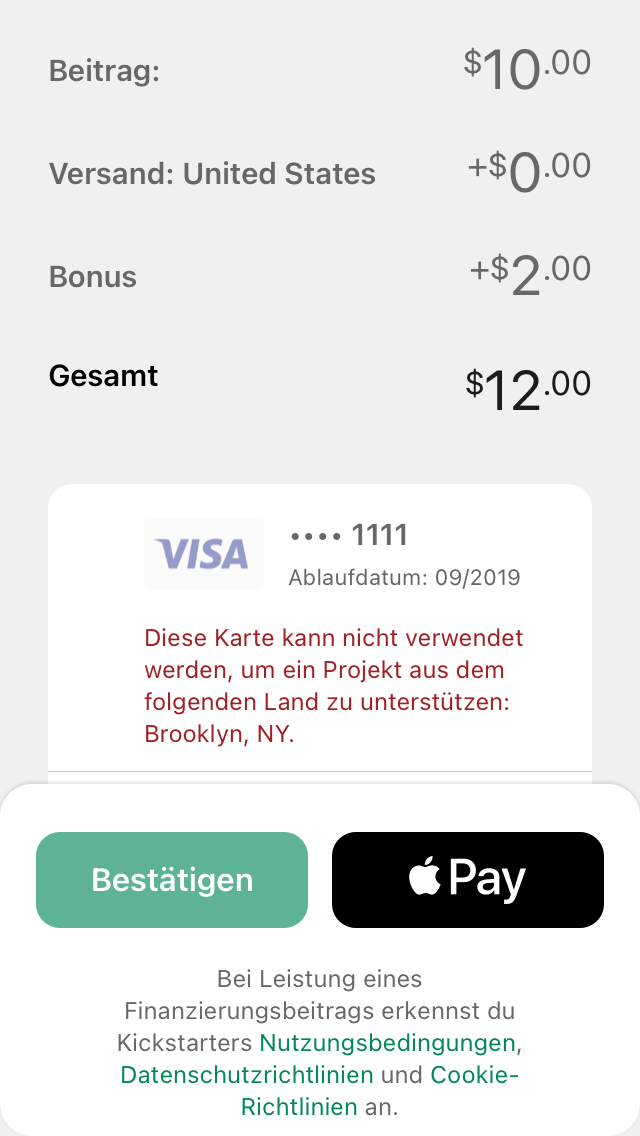 Beitrag: $10.00
Versand: United States +$0.00
Bonus +$2.00
Gesamt $12.00
VISA •••• 1111
Ablaufdatum: 09/2019
Diese Karte kann nicht verwendet
werden, um ein Projekt aus dem
folgenden Land zu unterstützen:
Brooklyn, NY.
Bestätigen Pay
Bei Leistung eines
Finanzierungsbeitrags erkennst du
Kickstarters Nutzungsbedingungen,
Datenschutzrichtlinien und Cookie-
Richtlinien an.